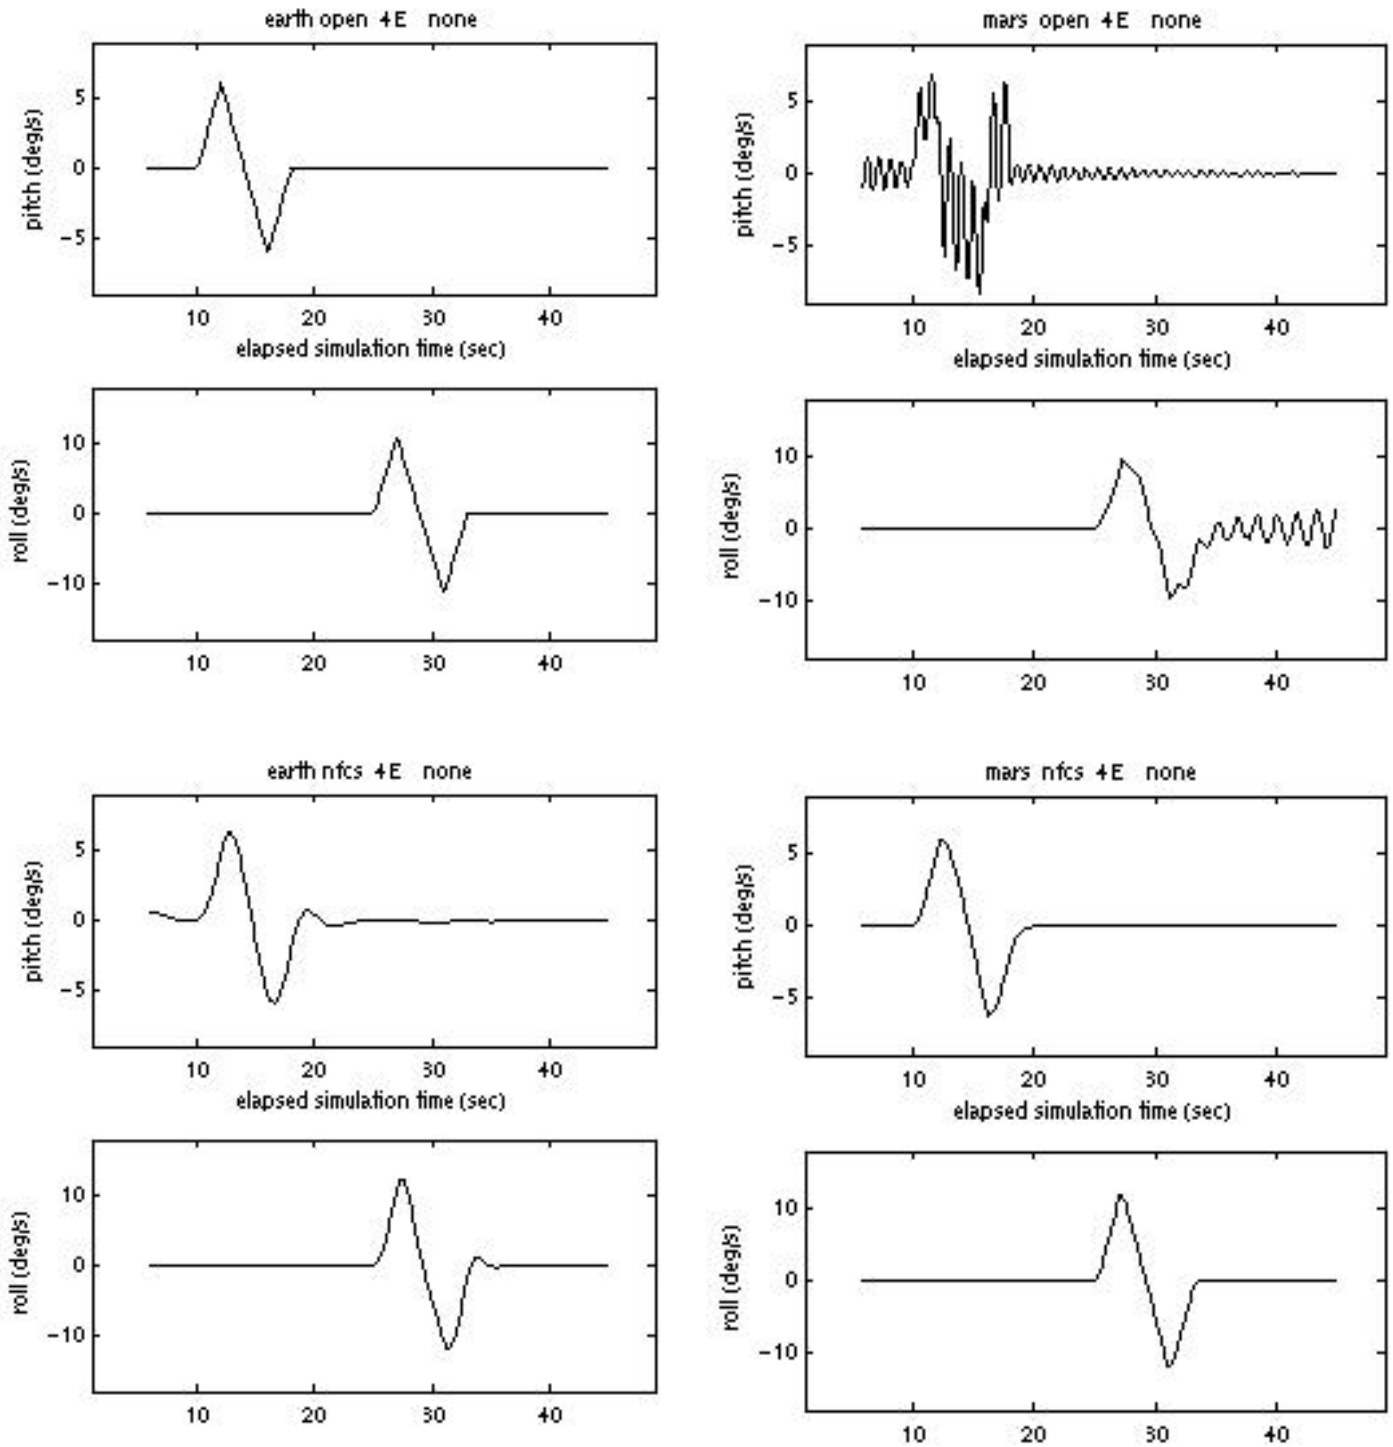 earth open 4E none
5
0
−5
pitch (deg/s)
10 20 30 40
elapsed simulation time (sec)
10
0
−10
roll (deg/s)
10 20 30 40
mars open 4E none
5
0
−5
pitch (deg/s)
10 20 30 40
elapsed simulation time (sec)
10
0
−10
roll (deg/s)
10 20 30 40
earth nfcs 4E none
5
0
−5
pitch (deg/s)
10 20 30 40
elapsed simulation time (sec)
10
0
−10
roll (deg/s)
10 20 30 40
mars nfcs 4E none
5
0
−5
pitch (deg/s)
10 20 30 40
elapsed simulation time (sec)
10
0
−10
roll (deg/s)
10 20 30 40